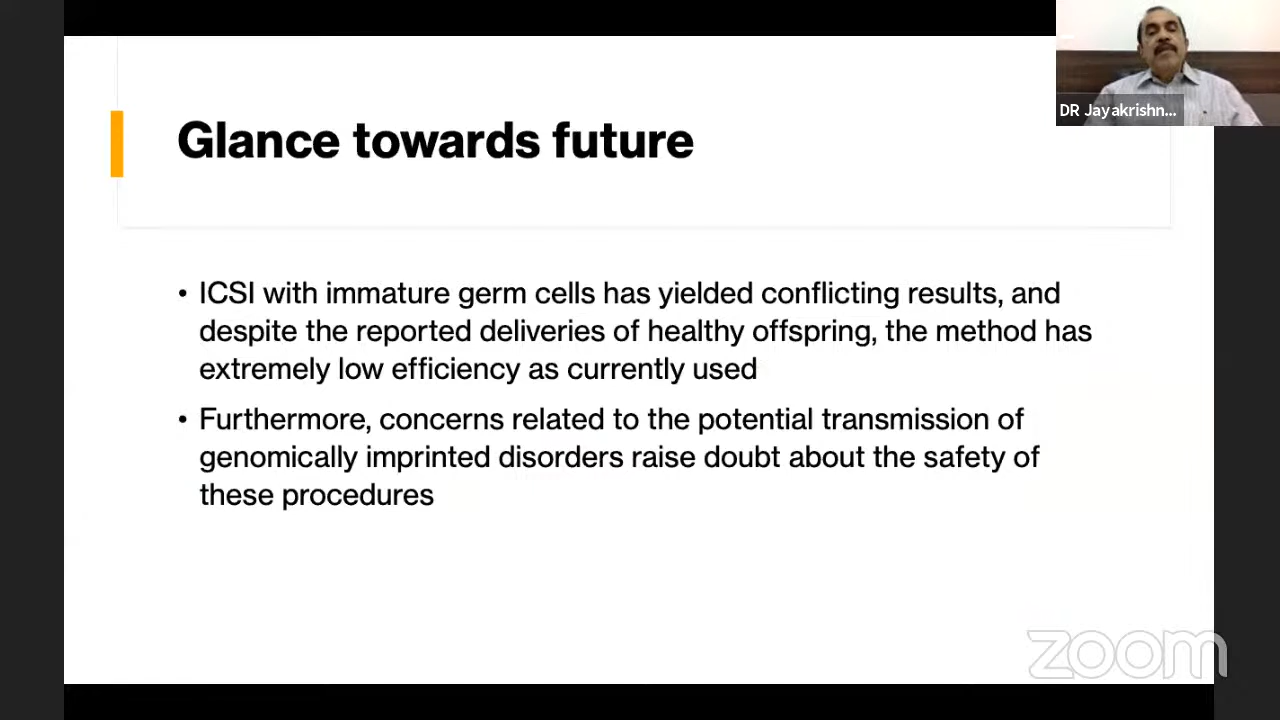 DR Jayakrishn...
Glance towards future
• ICSI with immature germ cells has yielded conflicting results, and
despite the reported deliveries of healthy offspring, the method has
extremely low efficiency as currently used
• Furthermore, concerns related to the potential transmission of
genomically imprinted disorders raise doubt about the safety of
these procedures
zoom